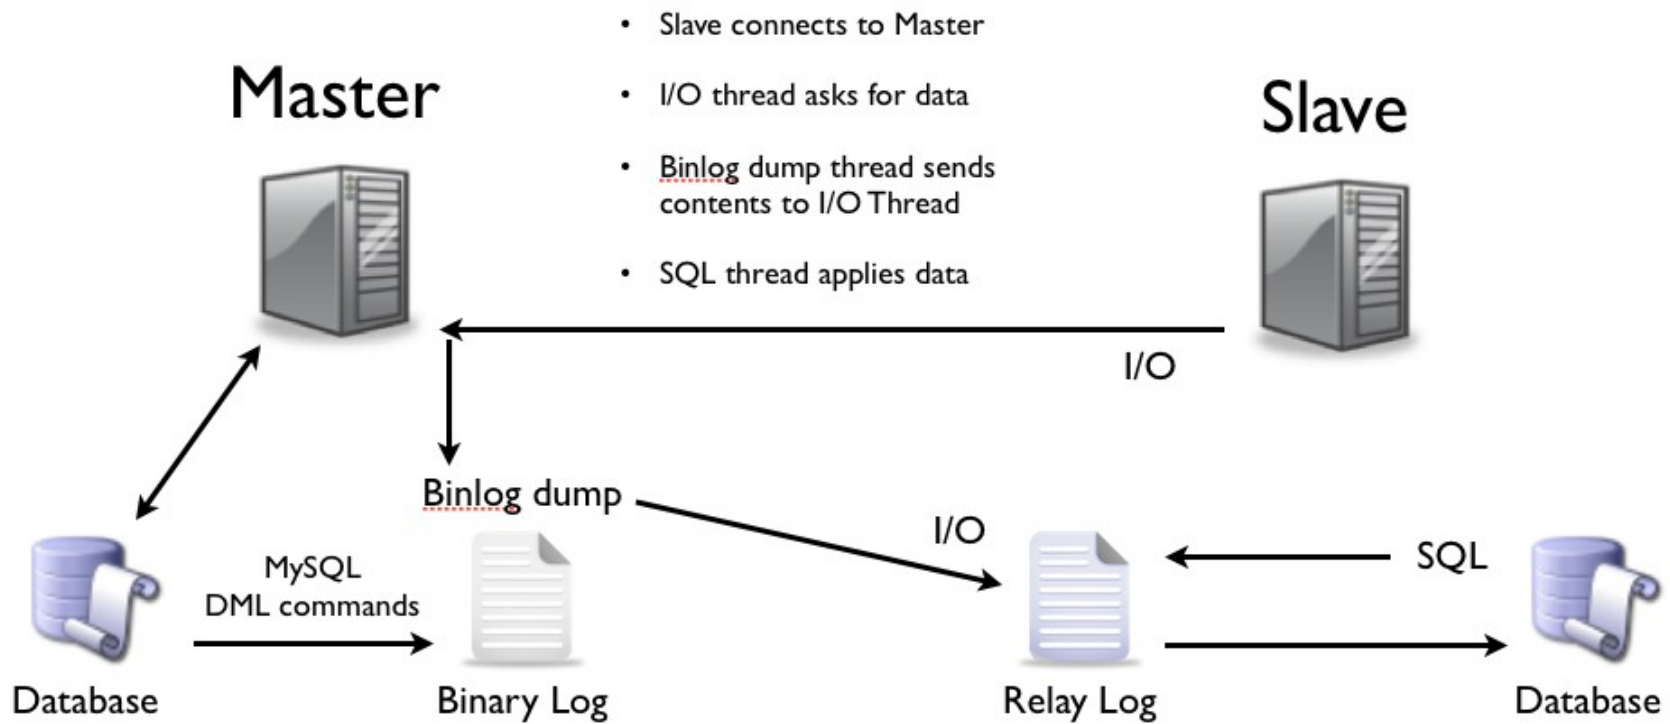 • Slave connects to Master
Master
• I/O thread asks for data
Slave
• Binlog dump thread sends
contents to I/O Thread
• SQL thread applies data
I/O
Binlog dump
I/O
SQL
MySQL
DML commands
Database
Binary Log
Relay Log
Database